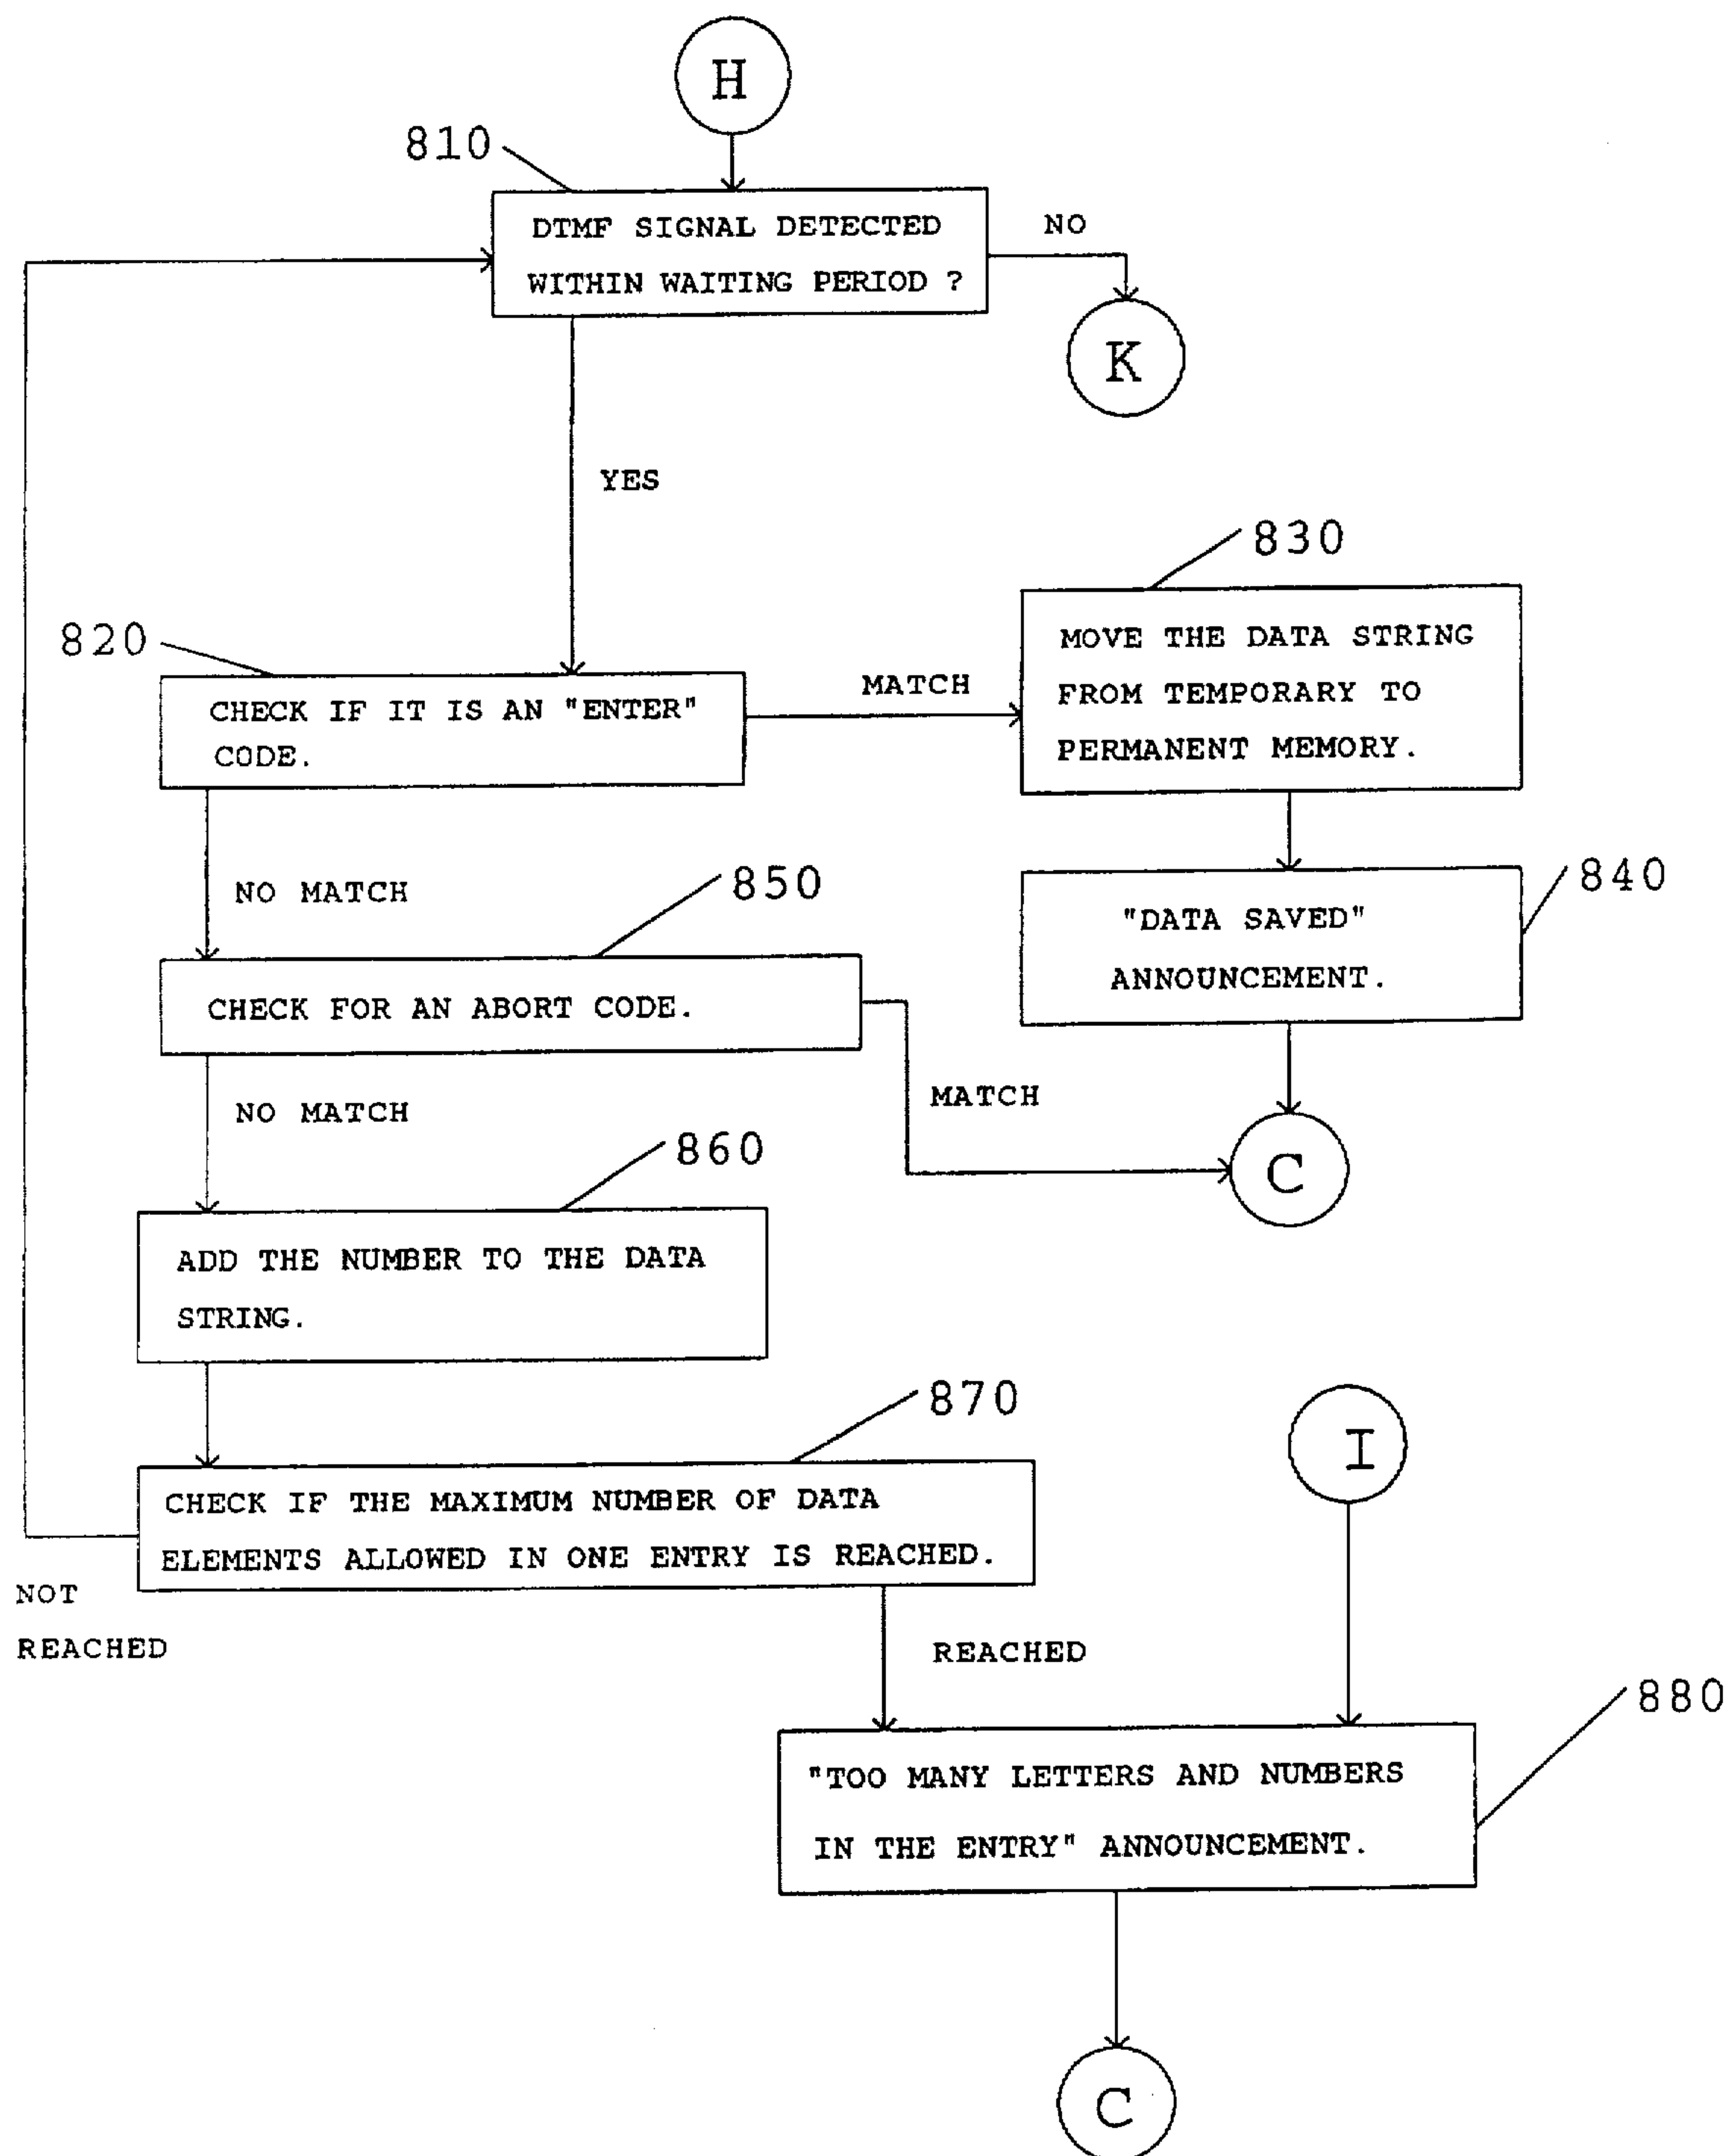 H
810
DTMF SIGNAL DETECTED
WITHIN WAITING PERIOD ?
NO
K
YES
830
820
MOVE THE DATA STRING
FROM TEMPORARY TO
PERMANENT MEMORY.
MATCH
CHECK IF IT IS AN "ENTER"
CODE.
NO MATCH
850
840
"DATA SAVED"
ANNOUNCEMENT.
CHECK FOR AN ABORT CODE.
MATCH
NO MATCH
860
C
ADD THE NUMBER TO THE DATA
STRING.
870
I
CHECK IF THE MAXIMUM NUMBER OF DATA
ELEMENTS ALLOWED IN ONE ENTRY IS REACHED.
NOT
REACHED
REACHED
880
"TOO MANY LETTERS AND NUMBERS
IN THE ENTRY" ANNOUNCEMENT.
C